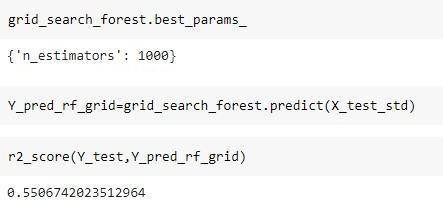 grid_search_forest.best_params_
{'n_estimators': 1000}
Y_pred_rf_grid=grid_search_forest.predict(X_test_std)
r2_score(Y_test,Y_pred_rf_grid)
0.5506742023512964